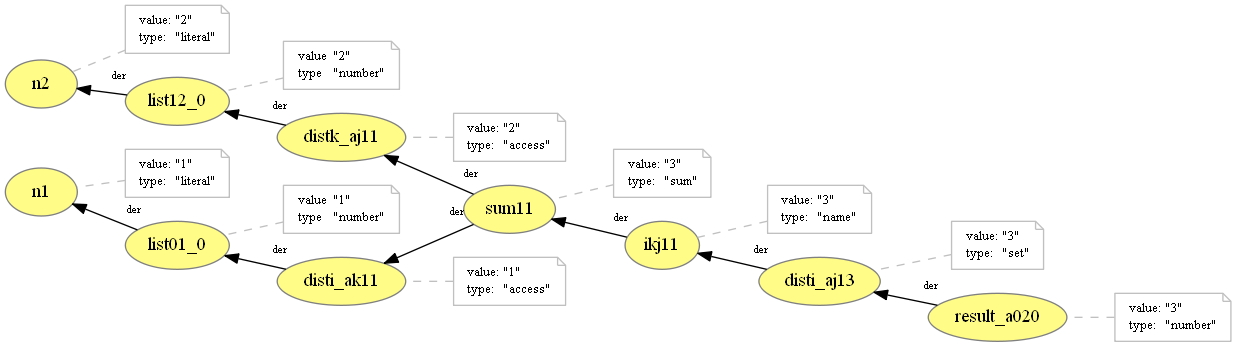 value: "2"
type: "literal"
n2
der
value "2"
type "number"
list12_0
der
value: "2"
type: "access"
distk_aj11
value: "1"
type: "literal"
n1
der
value "1"
type "number"
list01_0
der
value: "1"
type: "access"
disti_ak11
der
der
value: "3"
type: "sum"
sum11
der
value: "3"
type: "name"
ikj11
der
value: "3"
type: "set"
disti_aj13
der
value: "3"
type: "number"
result_a020